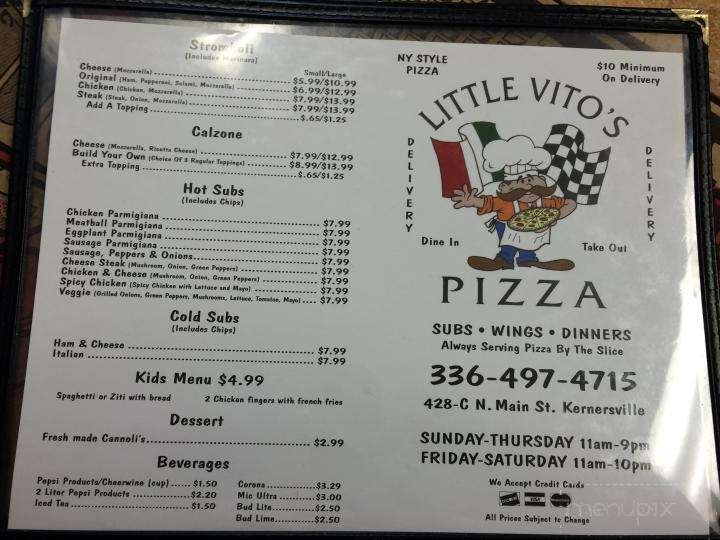 Stromboli
(Includes Marinara)
Small/Large
Cheese (Mozzarella) $5.99/$10.99
Original (Ham, Pepperoni, Salami, Mozzarella) $6.99/$12.99
Chicken (Chicken, Mozzarella) $7.99/$13.99
Steak (Steak, Onion, Mozzarella) $7.99/$13.99
Add A Topping $.65/$1.25
Calzone
Cheese (Mozzarella, Ricotta Cheese) $7.99/$12.99
Build Your Own (Choice Of 3 Regular Toppings) $8.99/$13.99
Extra Topping $.65/$1.25
Hot Subs
(Includes Chips)
Chicken Parmigiana $7.99
Meatball Parmigiana $7.99
Eggplant Parmigiana $7.99
Sausage Parmigiana $7.99
Sausage, Peppers & Onions $7.99
Cheese Steak (Mushroom, Onion, Green Peppers) $7.99
Chicken & Cheese (Mushroom, Onion, Green Peppers) $7.99
Spicy Chicken (Spicy Chicken with Lettuce and Mayo) $7.99
Veggie (Grilled Onions, Green Peppers, Mushrooms, Lettuce, Tomatoe, Mayo) $7.99
Cold Subs
(Includes Chips)
Ham & Cheese $7.99
Italian $7.99
Kids Menu $4.99
Spaghetti or Ziti with bread 2 Chicken fingers with french fries
Dessert
Fresh made Cannoli's $2.99
Beverages
Pepsi Products/Cheerwine (cup) $1.50
2 Liter Pepsi Products $2.20
Iced Tea $1.50
Corona $3.29
Mic Ultra $3.00
Bud Lite $2.50
Bud Lime $2.50
NY STYLE
PIZZA
$10 Minimum
On Delivery
LITTLE VITO'S
DELIVERY
DELIVERY
Dine In
Take Out
PIZZA
SUBS • WINGS • DINNERS
Always Serving Pizza By The Slice
336-497-4715
428-C N. Main St. Kernersville
SUNDAY-THURSDAY 11am-9pm
FRIDAY-SATURDAY 11am-10pm
We Accept Credit Cards
VISA
All Prices Subject to Change
menupix